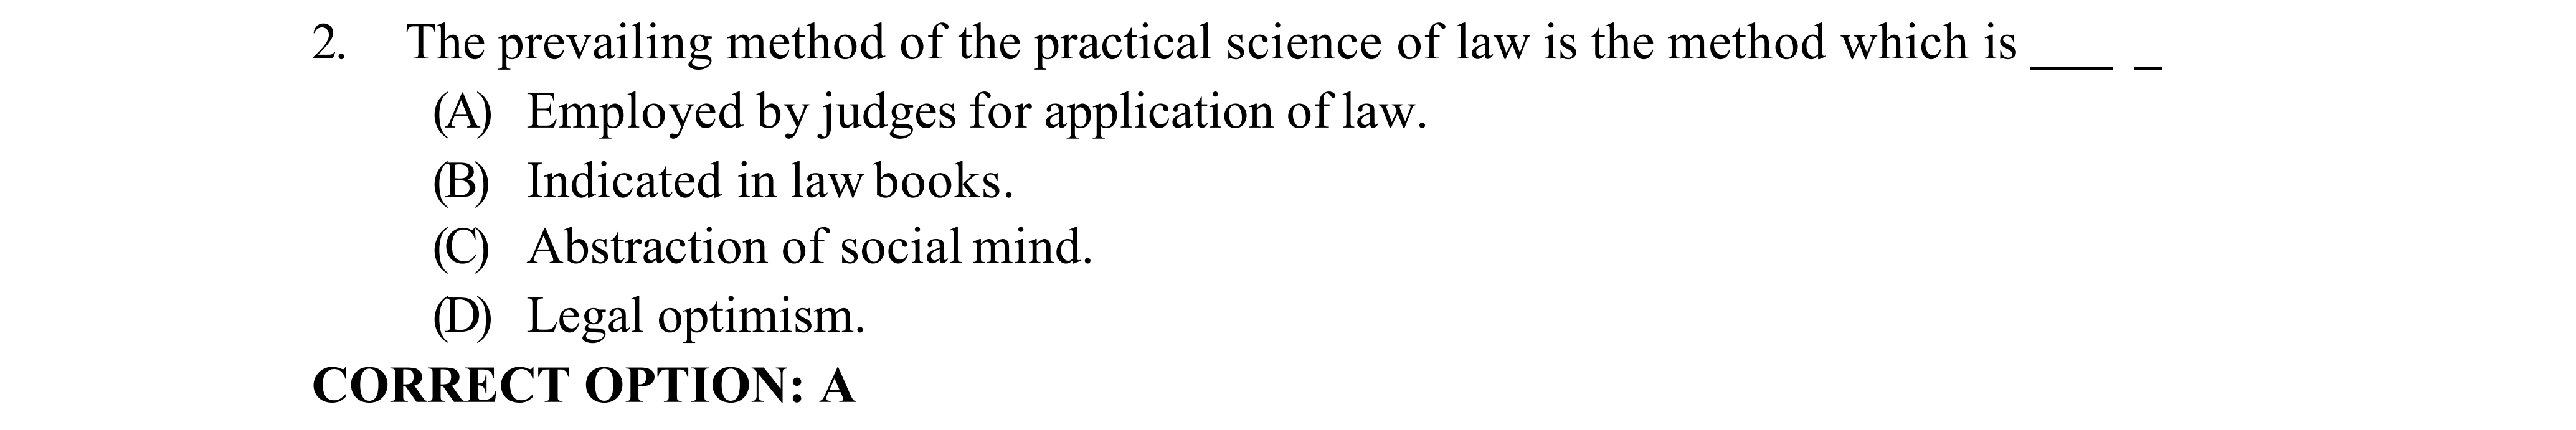 2. The prevailing method of the practical science of law is the method which is ____ _
(A) Employed by judges for application of law.
(B) Indicated in law books.
(C) Abstraction of social mind.
(D) Legal optimism.
CORRECT OPTION: A